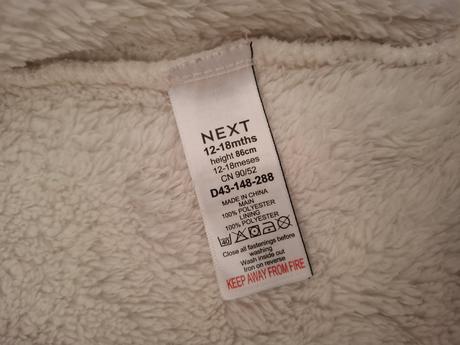 NEXT
12-18mths
height 86cm
12-18meses
CN 90/52
D43-148-288
MADE IN CHINA
MAIN
100% POLYESTER
LINING
100% POLYESTER
40
Close all fastenings before
washing
Wash inside out
Iron on reverse
KEEP AWAY FROM FIRE